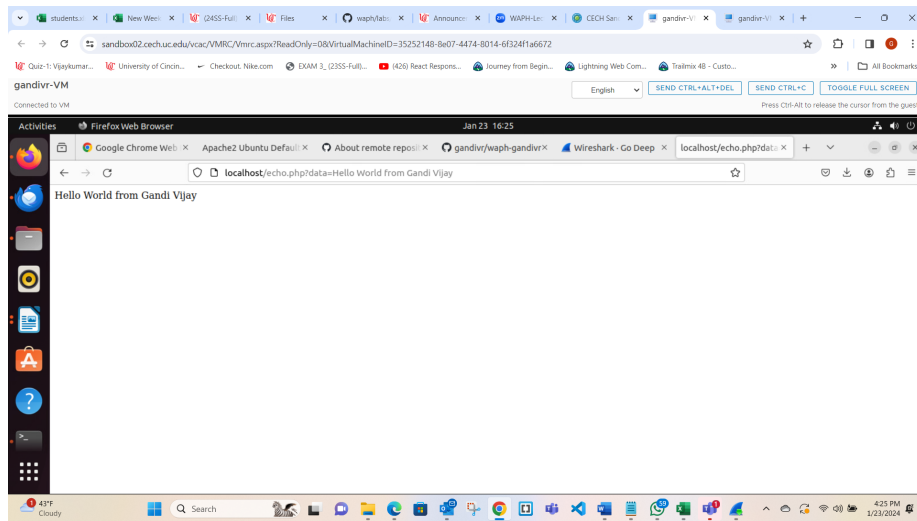 students.xl
New Week
(24SS-Full)
Files
waph/labs
Announce
WAPH-Lec
CECH San
gandivr-V
gandivr-V
sandbox02.cech.uc.edu/vcac/VMRC/Vmrc.aspx?ReadOnly=0&VirtualMachineID=35252148-8e07-4474-8014-6f324f1a6672
Quiz-1: Vijaykumar...
University of Cincin...
Checkout. Nike.com
EXAM 3_ (23SS-Full)...
(426) React Respons...
Journey from Begin...
Lightning Web Com...
Trailmix 4B - Custo...
All Bookmarks
gandivr-VM
English
SEND CTRL+ALT+DEL
SEND CTRL+C
TOGGLE FULL SCREEN
Connected to VM
Press Ctrl-Alt to release the cursor from the gues
Activities Firefox Web Browser Jan 23 16:25
Google Chrome Web
Apache2 Ubuntu Defaul
About remote reposi
gandivr/waph-gandivr
Wireshark · Go Deep
localhost/echo.php?data
localhost/echo.php?data=Hello World from Gandi Vijay
Hello World from Gandi Vijay
43°F
Cloudy
Search
59
4:25 PM
1/23/2024